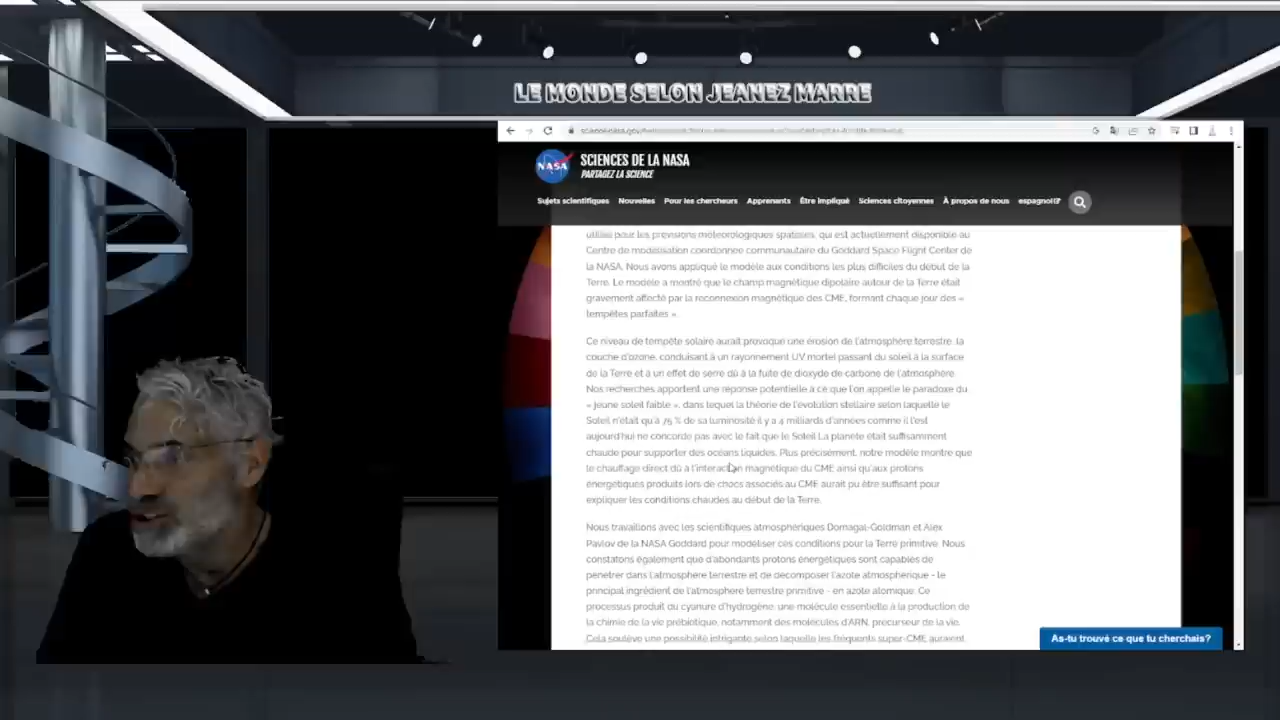 LE MONDE SELON JEANEZ MARRE
NASA
SCIENCES DE LA NASA
PARTAGEZ LA SCIENCE
Sujets scientifiques Nouvelles Pour les chercheurs Apprenants Être impliqué Sciences citoyennes À propos de nous espagnol
utilisé pour les prévisions météorologiques spatiales, qui est actuellement disponible au
Centre de modélisation coordonnée communautaire du Goddard Space Flight Center de
la NASA. Nous avons appliqué le modèle aux conditions les plus difficiles du début de la
Terre. Le modèle a montré que le champ magnétique dipolaire autour de la Terre était
gravement affecté par la reconnexion magnétique des CME, formant chaque jour des «
tempêtes parfaites ».
Ce niveau de tempête solaire aurait provoqué une érosion de l'atmosphère terrestre, la
couche d'ozone, conduisant à un rayonnement UV mortel passant du soleil à la surface
de la Terre et à un effet de serre dû à la fuite de dioxyde de carbone de l'atmosphère.
Nos recherches apportent une réponse potentielle à ce que l'on appelle le paradoxe du
« jeune soleil faible », dans lequel la théorie de l'évolution stellaire selon laquelle le
Soleil n'était qu'à 75 % de sa luminosité il y a 4 milliards d'années comme il l'est
aujourd'hui ne concorde pas avec le fait que le Soleil La planète était suffisamment
chaude pour supporter des océans liquides. Plus précisément, notre modèle montre que
le chauffage direct dû à l'interaction magnétique du CME ainsi qu'aux protons
énergétiques produits lors de chocs associés au CME aurait pu être suffisant pour
expliquer les conditions chaudes au début de la Terre.
Nous travaillons avec les scientifiques atmosphériques Domagal-Goldman et Alex
Pavlov de la NASA Goddard pour modéliser ces conditions pour la Terre primitive. Nous
constatons également que d'abondants protons énergétiques sont capables de
pénétrer dans l'atmosphère terrestre et de décomposer l'azote atmosphérique - le
principal ingrédient de l'atmosphère terrestre primitive - en azote atomique. Ce
processus produit du cyanure d'hydrogène, une molécule essentielle à la production de
la chimie de la vie prébiotique, notamment des molécules d'ARN, précurseur de la vie.
Cela soulève une possibilité intrigante selon laquelle les fréquents super-CME auraient
As-tu trouvé ce que tu cherchais?